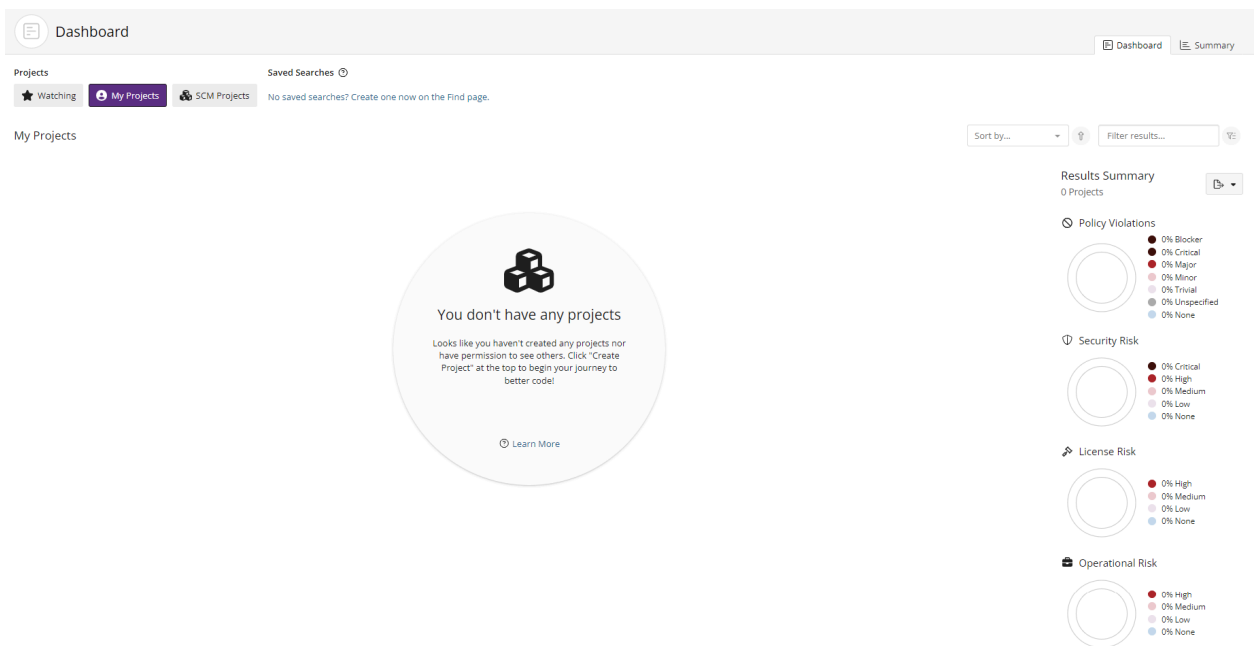 Dashboard
Dashboard
Summary
Projects
Saved Searches
Watching
My Projects
SCM Projects
No saved searches? Create one now on the Find page.
My Projects
Sort by...
Filter results...
Results Summary
0 Projects
You don't have any projects
Looks like you haven't created any projects nor
have permission to see others. Click "Create
Project" at the top to begin your journey to
better code!
Learn More
Policy Violations
0% Blocker
0% Critical
0% Major
0% Minor
0% Trivial
0% Unspecified
0% None
Security Risk
0% Critical
0% High
0% Medium
0% Low
0% None
License Risk
0% High
0% Medium
0% Low
0% None
Operational Risk
0% High
0% Medium
0% Low
0% None